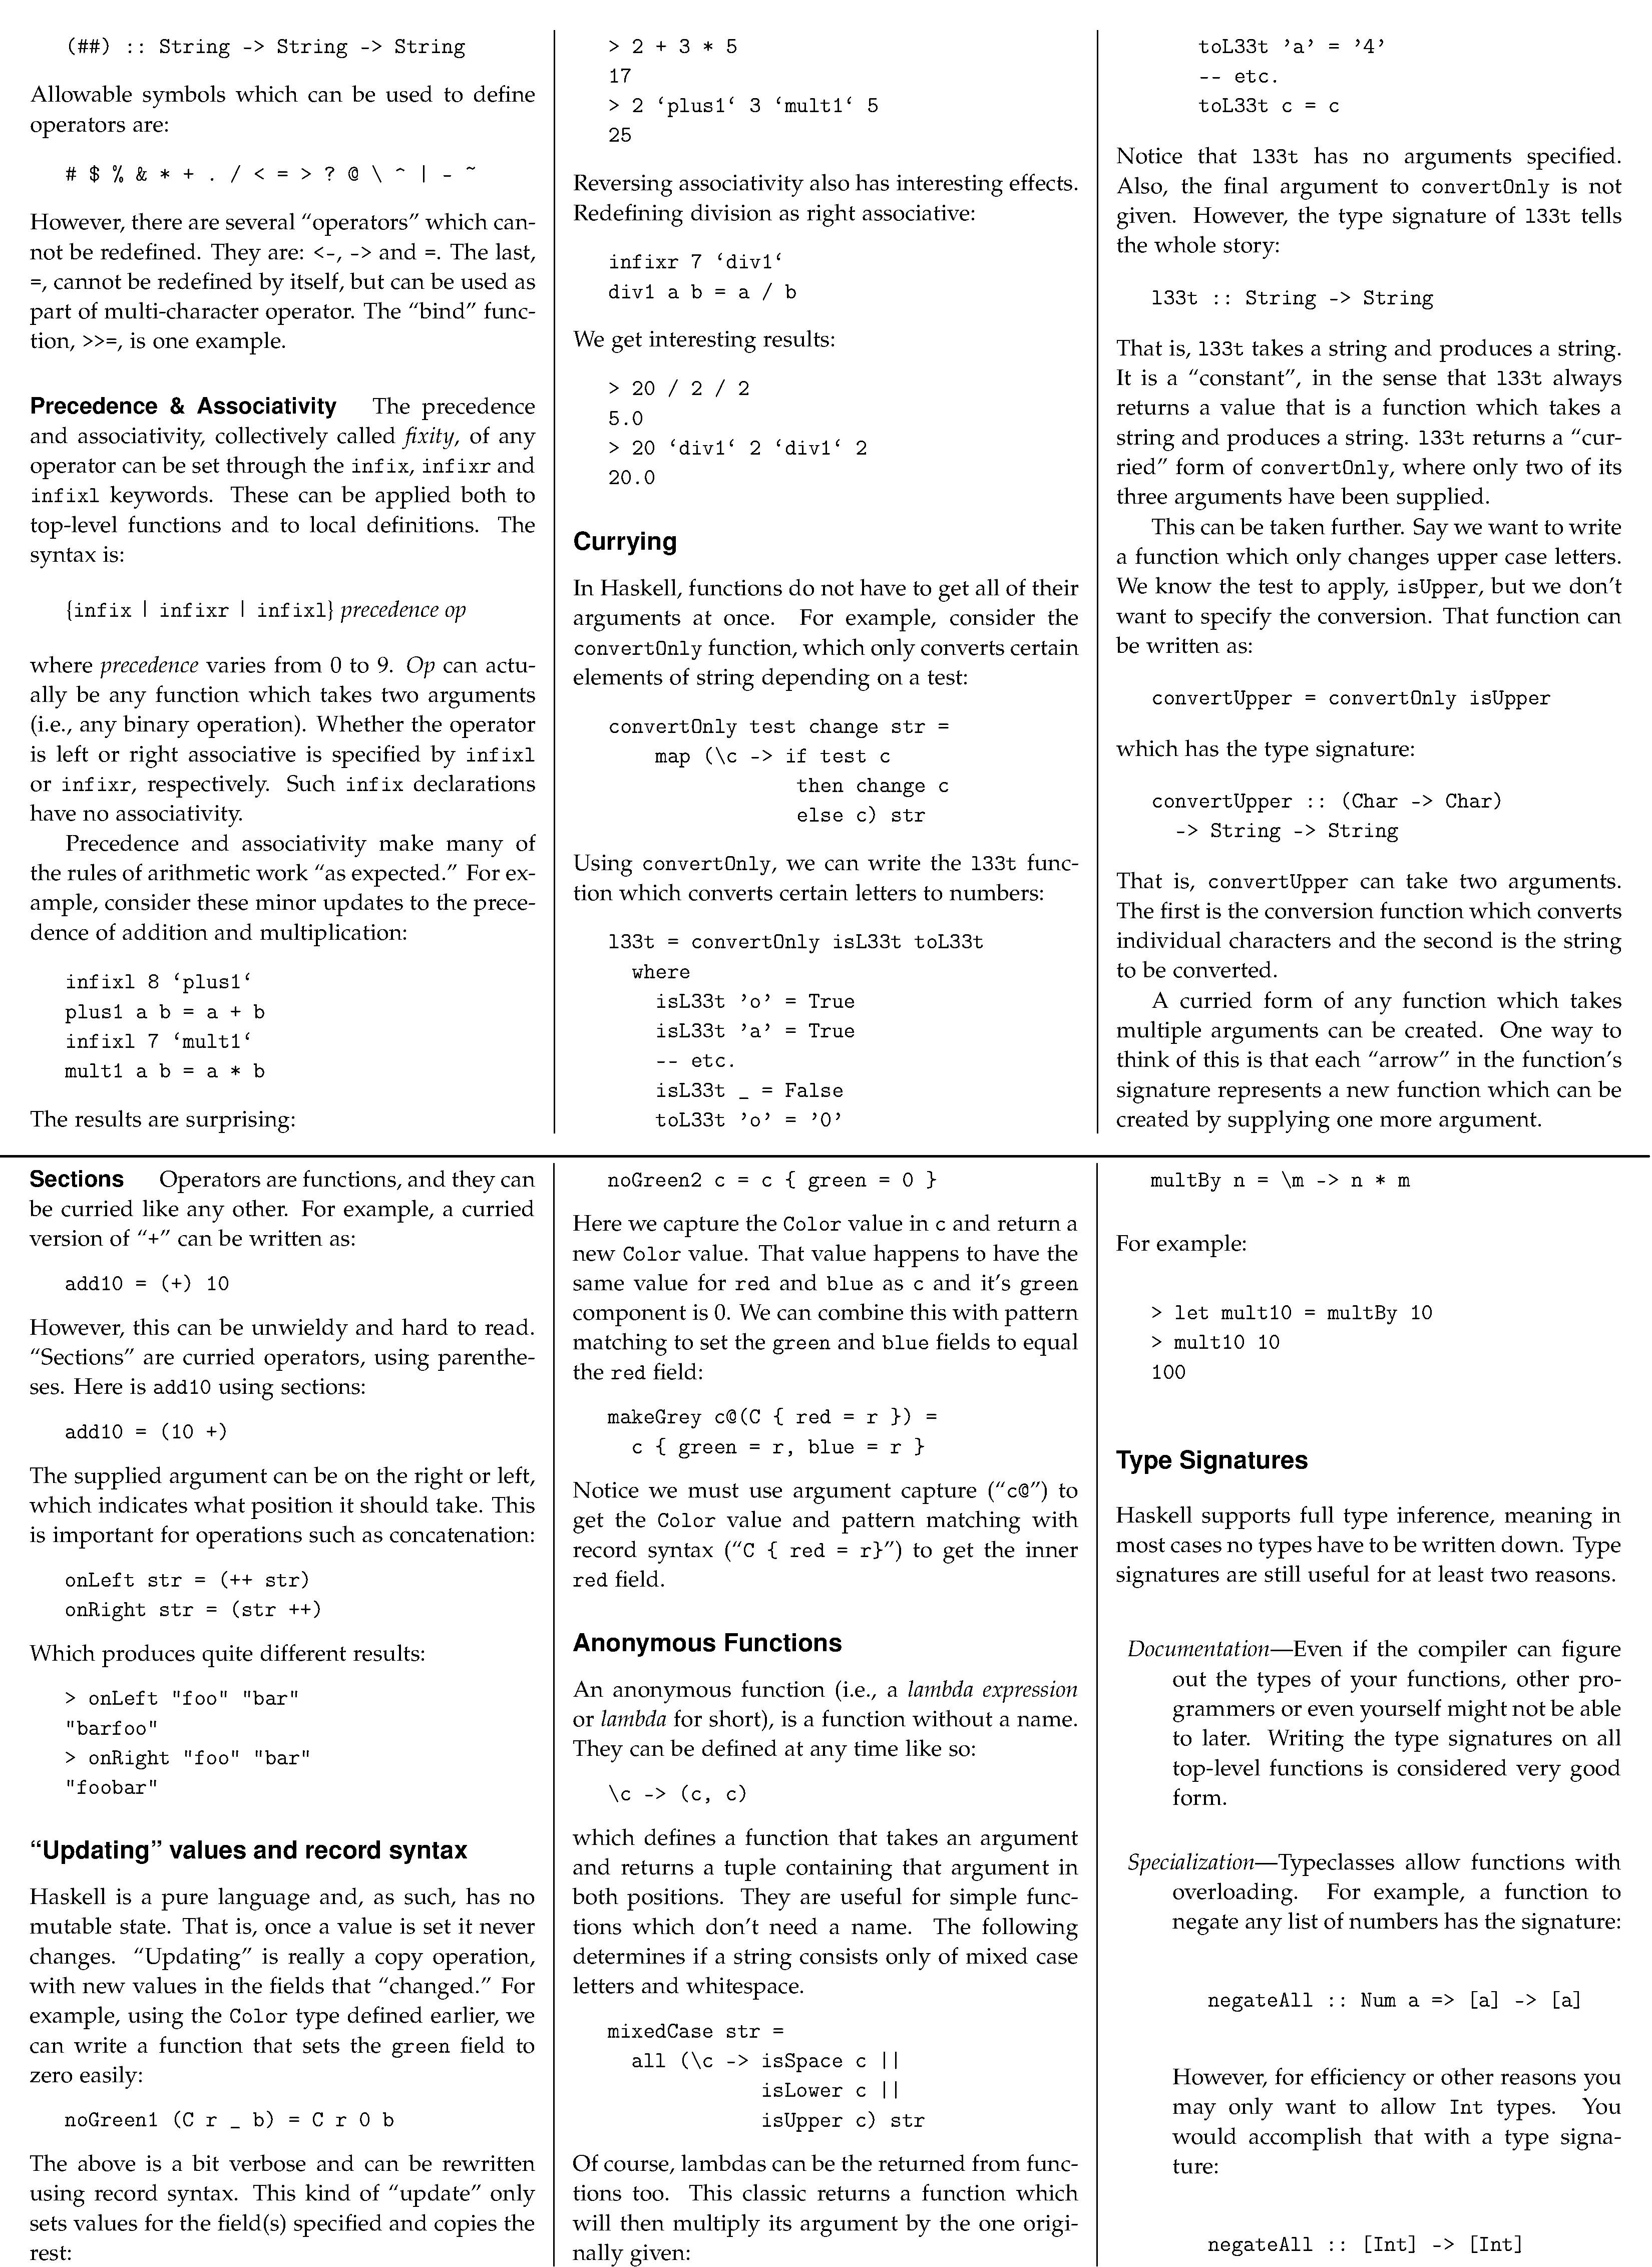 (##) :: String -> String -> String
Allowable symbols which can be used to define
operators are:
# $ % & * + . / < = > ? @ \ ^ | - ~
However, there are several “operators” which can-
not be redefined. They are: <-, -> and =. The last,
=, cannot be redefined by itself, but can be used as
part of multi-character operator. The “bind” func-
tion, >>=, is one example.
Precedence & Associativity The precedence
and associativity, collectively called fixity, of any
operator can be set through the infix, infixr and
infixl keywords. These can be applied both to
top-level functions and to local definitions. The
syntax is:
{infix | infixr | infixl} precedence op
where precedence varies from 0 to 9. Op can actu-
ally be any function which takes two arguments
(i.e., any binary operation). Whether the operator
is left or right associative is specified by infixl
or infixr, respectively. Such infix declarations
have no associativity.
Precedence and associativity make many of
the rules of arithmetic work “as expected.” For ex-
ample, consider these minor updates to the prece-
dence of addition and multiplication:
infixl 8 ‘plus1‘
plus1 a b = a + b
infixl 7 ‘mult1‘
mult1 a b = a * b
The results are surprising:
> 2 + 3 * 5
17
> 2 ‘plus1‘ 3 ‘mult1‘ 5
25
Reversing associativity also has interesting effects.
Redefining division as right associative:
infixr 7 ‘div1‘
div1 a b = a / b
We get interesting results:
> 20 / 2 / 2
5.0
> 20 ‘div1‘ 2 ‘div1‘ 2
20.0
Currying
In Haskell, functions do not have to get all of their
arguments at once. For example, consider the
convertOnly function, which only converts certain
elements of string depending on a test:
convertOnly test change str =
map (\c -> if test c
then change c
else c) str
Using convertOnly, we can write the l33t func-
tion which converts certain letters to numbers:
l33t = convertOnly isL33t toL33t
where
isL33t ’o’ = True
isL33t ’a’ = True
-- etc.
isL33t _ = False
toL33t ’o’ = ’0’
toL33t ’a’ = ’4’
-- etc.
toL33t c = c
Notice that l33t has no arguments specified.
Also, the final argument to convertOnly is not
given. However, the type signature of l33t tells
the whole story:
l33t :: String -> String
That is, l33t takes a string and produces a string.
It is a “constant”, in the sense that l33t always
returns a value that is a function which takes a
string and produces a string. l33t returns a “cur-
ried” form of convertOnly, where only two of its
three arguments have been supplied.
This can be taken further. Say we want to write
a function which only changes upper case letters.
We know the test to apply, isUpper, but we don’t
want to specify the conversion. That function can
be written as:
convertUpper = convertOnly isUpper
which has the type signature:
convertUpper :: (Char -> Char)
-> String -> String
That is, convertUpper can take two arguments.
The first is the conversion function which converts
individual characters and the second is the string
to be converted.
A curried form of any function which takes
multiple arguments can be created. One way to
think of this is that each “arrow” in the function’s
signature represents a new function which can be
created by supplying one more argument.
Sections Operators are functions, and they can
be curried like any other. For example, a curried
version of “+” can be written as:
add10 = (+) 10
However, this can be unwieldy and hard to read.
“Sections” are curried operators, using parenthe-
ses. Here is add10 using sections:
add10 = (10 +)
The supplied argument can be on the right or left,
which indicates what position it should take. This
is important for operations such as concatenation:
onLeft str = (++ str)
onRight str = (str ++)
Which produces quite different results:
> onLeft "foo" "bar"
"barfoo"
> onRight "foo" "bar"
"foobar"
“Updating” values and record syntax
Haskell is a pure language and, as such, has no
mutable state. That is, once a value is set it never
changes. “Updating” is really a copy operation,
with new values in the fields that “changed.” For
example, using the Color type defined earlier, we
can write a function that sets the green field to
zero easily:
noGreen1 (C r _ b) = C r 0 b
The above is a bit verbose and can be rewritten
using record syntax. This kind of “update” only
sets values for the field(s) specified and copies the
rest:
noGreen2 c = c { green = 0 }
Here we capture the Color value in c and return a
new Color value. That value happens to have the
same value for red and blue as c and it’s green
component is 0. We can combine this with pattern
matching to set the green and blue fields to equal
the red field:
makeGrey c@(C { red = r }) =
c { green = r, blue = r }
Notice we must use argument capture (“c@”) to
get the Color value and pattern matching with
record syntax (“C { red = r}”) to get the inner
red field.
Anonymous Functions
An anonymous function (i.e., a lambda expression
or lambda for short), is a function without a name.
They can be defined at any time like so:
\c -> (c, c)
which defines a function that takes an argument
and returns a tuple containing that argument in
both positions. They are useful for simple func-
tions which don’t need a name. The following
determines if a string consists only of mixed case
letters and whitespace.
mixedCase str =
all (\c -> isSpace c ||
isLower c ||
isUpper c) str
Of course, lambdas can be the returned from func-
tions too. This classic returns a function which
will then multiply its argument by the one origi-
nally given:
multBy n = \m -> n * m
For example:
> let mult10 = multBy 10
> mult10 10
100
Type Signatures
Haskell supports full type inference, meaning in
most cases no types have to be written down. Type
signatures are still useful for at least two reasons.
Documentation—Even if the compiler can figure
out the types of your functions, other pro-
grammers or even yourself might not be able
to later. Writing the type signatures on all
top-level functions is considered very good
form.
Specialization—Typeclasses allow functions with
overloading. For example, a function to
negate any list of numbers has the signature:
negateAll :: Num a => [a] -> [a]
However, for efficiency or other reasons you
may only want to allow Int types. You
would accomplish that with a type signa-
ture:
negateAll :: [Int] -> [Int]